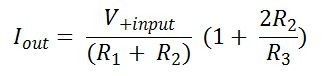 I_out = V_+input / (R_1 + R_2) (1 + 2R_2 / R_3)